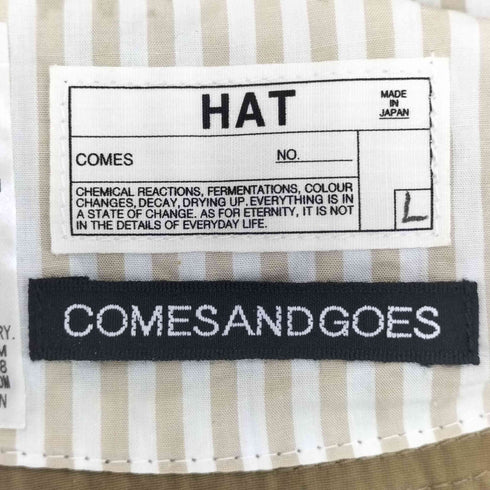 HAT
MADE
IN
JAPAN
COMES NO.
CHEMICAL REACTIONS, FERMENTATIONS, COLOUR
CHANGES, DECAY, DRYING UP. EVERYTHING IS IN
A STATE OF CHANGE. AS FOR ETERNITY, IT IS NOT
IN THE DETAILS OF EVERYDAY LIFE.
L
COMESANDGOES
RY.